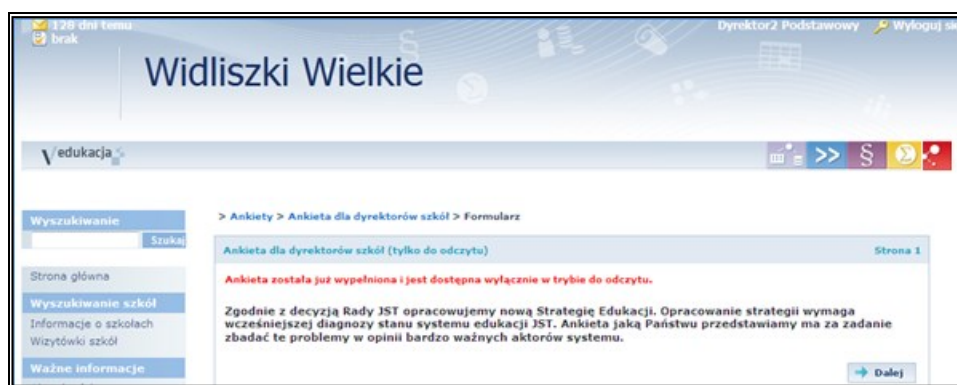 128 dni temu
brak
Dyrektor2 Podstawowy Wyloguj się
Widliszki Wielkie
Vedukacja
>> § Σ
Wyszukiwanie
Szukaj
Strona główna
Wyszukiwanie szkół
Informacje o szkołach
Wizytówki szkół
Ważne informacje
> Ankiety > Ankieta dla dyrektorów szkół > Formularz
Ankieta dla dyrektorów szkół (tylko do odczytu) Strona 1
Ankieta została już wypełniona i jest dostępna wyłącznie w trybie do odczytu.
Zgodnie z decyzją Rady JST opracowujemy nową Strategię Edukacji. Opracowanie strategii wymaga
wcześniejszej diagnozy stanu systemu edukacji JST. Ankieta jaką Państwu przedstawiamy ma za zadanie
zbadać te problemy w opinii bardzo ważnych aktorów systemu.
Dalej